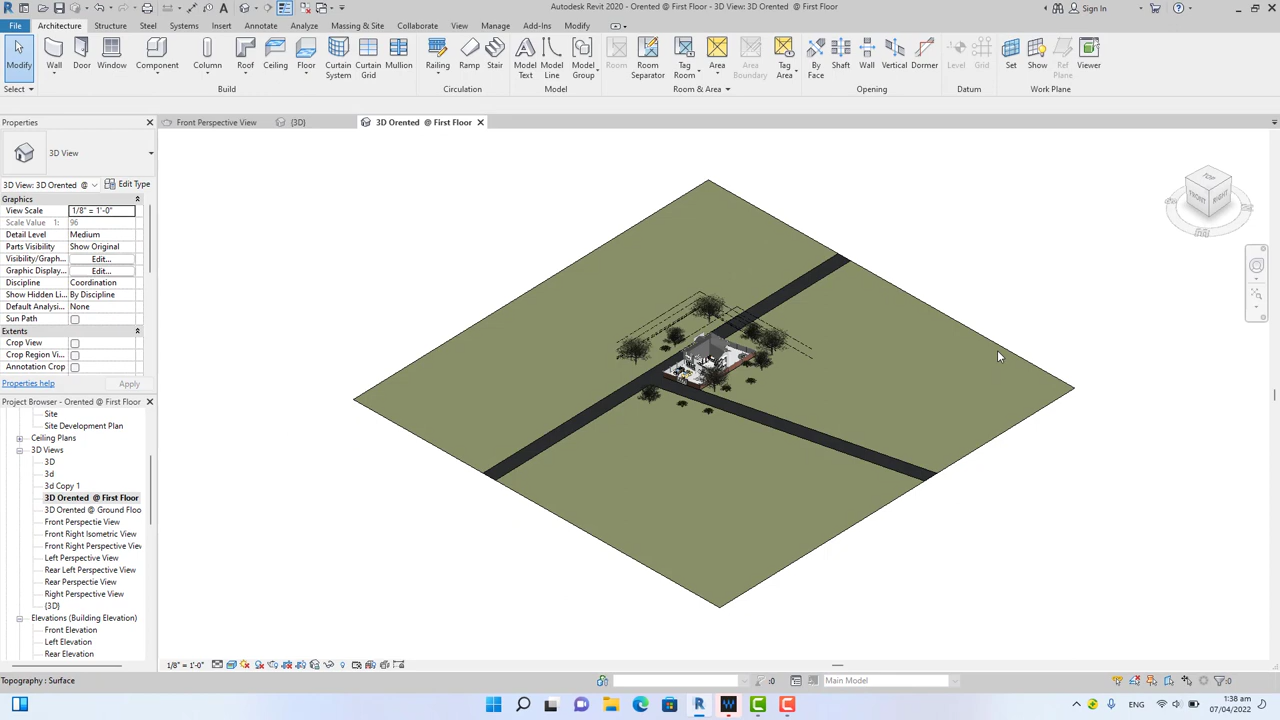 Autodesk Revit 2020 - Orented @ First Floor - 3D View: 3D Orented @ First Floor
Sign In
File Architecture Structure Steel Systems Insert Annotate Analyze Massing & Site Collaborate View Manage Add-Ins Modify
Modify Wall Door Window Component Column Roof Ceiling Floor Curtain System Curtain Grid Mullion Railing Ramp Stair Model Text Model Line Model Group Room Room Separator Tag Room Area Area Boundary Tag Area By Face Shaft Wall Vertical Dormer Level Grid Set Show Ref Plane Viewer
Select Build Circulation Model Room & Area Opening Datum Work Plane
Properties
Front Perspective View {3D} 3D Orented @ First Floor
3D View
3D View: 3D Orented @ Edit Type
Graphics
View Scale 1/8" = 1'-0"
Scale Value 1: 96
Detail Level Medium
Parts Visibility Show Original
Visibility/Graph... Edit...
Graphic Display... Edit...
Discipline Coordination
Show Hidden Li... By Discipline
Default Analysi... None
Sun Path
Extents
Crop View
Crop Region Vi...
Annotation Crop
Properties help Apply
Project Browser - Orented @ First Floor
Site
Site Development Plan
Ceiling Plans
3D Views
3D
3d
3d Copy 1
3D Orented @ First Floor
3D Orented @ Ground Floo
Front Perspectie View
Front Right Isometric View
Front Right Perspective View
Left Perspectie View
Rear Left Perspectie View
Rear Perspectie View
Right Perspectie View
{3D}
Elevations (Building Elevation)
Front Elevation
Left Elevation
Rear Elevation
TOP
FRONT RIGHT
1/8" = 1'-0"
Topography : Surface
:0 Main Model :0
ENG 1:38 am
07/04/2022